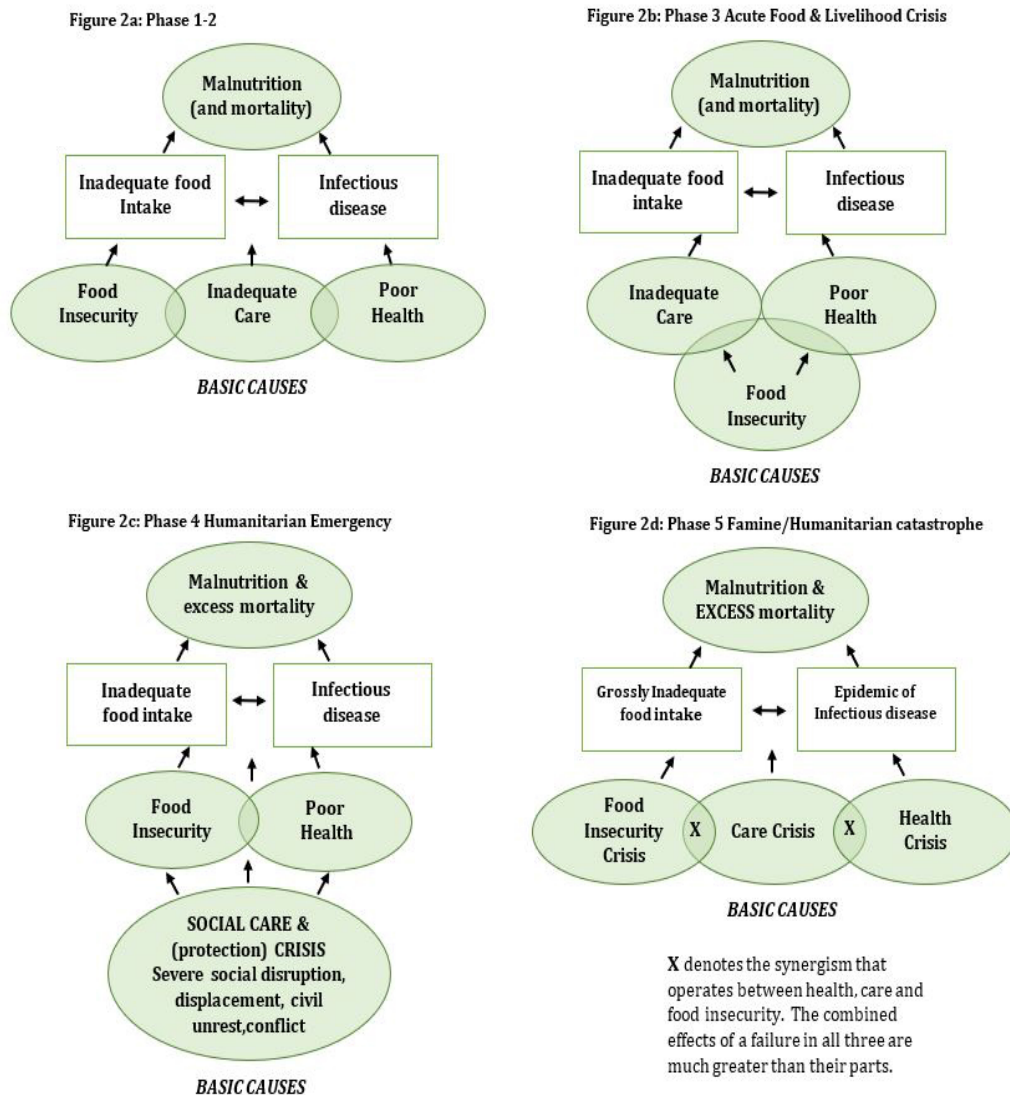 Figure 2a: Phase 1-2
Malnutrition
(and mortality)
Inadequate food
Intake
Infectious
disease
Food
Insecurity
Inadequate
Care
Poor
Health
BASIC CAUSES
Figure 2b: Phase 3 Acute Food & Livelihood Crisis
Malnutrition
(and mortality)
Inadequate food
intake
Infectious
disease
Inadequate
Care
Poor
Health
Food
Insecurity
BASIC CAUSES
Figure 2c: Phase 4 Humanitarian Emergency
Malnutrition &
excess mortality
Inadequate
food intake
Infectious
disease
Food
Insecurity
Poor
Health
SOCIAL CARE &
(protection) CRISIS
Severe social disruption,
displacement, civil
unrest,conflict
BASIC CAUSES
Figure 2d: Phase 5 Famine/Humanitarian catastrophe
Malnutrition &
EXCESS mortality
Grossly Inadequate
food intake
Epidemic of
Infectious disease
Food
Insecurity
Crisis
X
Care Crisis
X
Health
Crisis
BASIC CAUSES
X denotes the synergism that
operates between health, care and
food insecurity. The combined
effects of a failure in all three are
much greater than their parts.